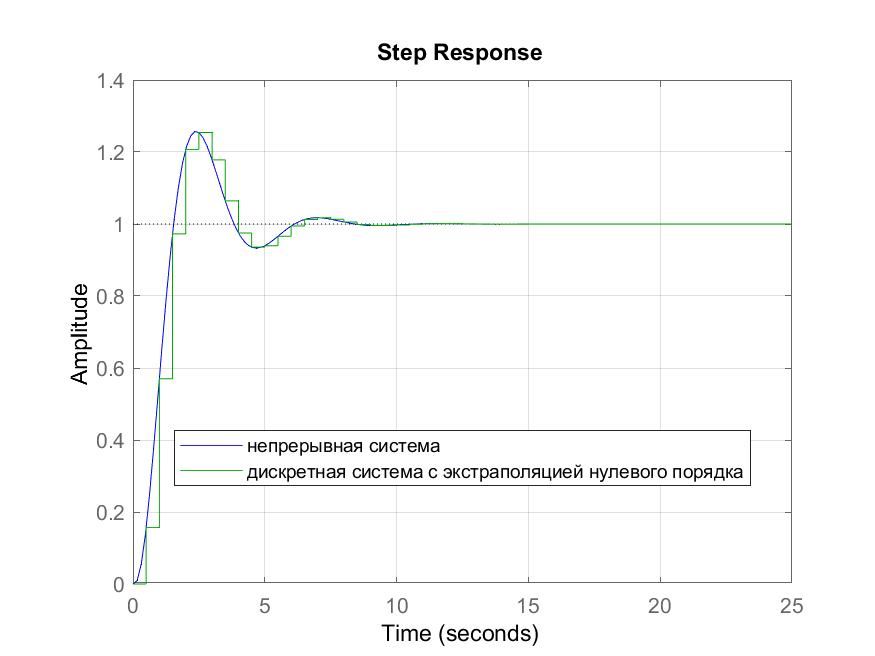 Step Response
1.4
1.2
1
0.8
0.6
0.4
0.2
0
Amplitude
непрерывная система
дискретная система с экстраполяцией нулевого порядка
0 5 10 15 20 25
Time (seconds)